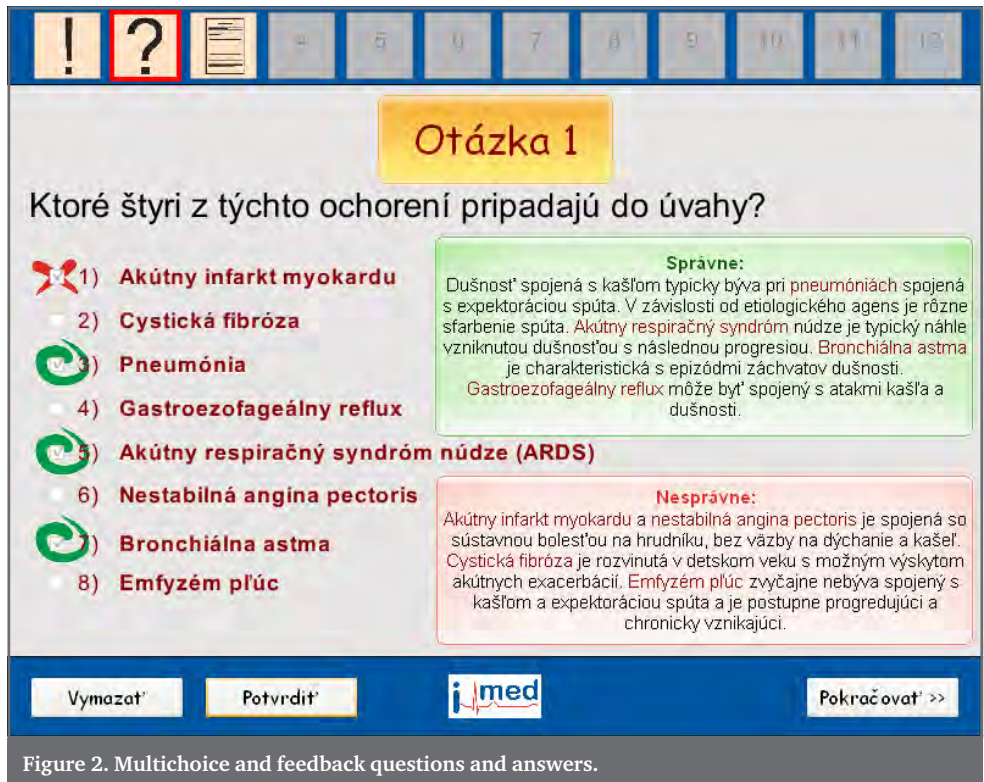 ! ? 4 5 6 7 8 9 10 11 12
Otázka 1
Ktoré štyri z týchto ochorení pripadajú do úvahy?
1) Akútny infarkt myokardu
2) Cystická fibróza
3) Pneumónia
4) Gastroezofageálny reflux
5) Akútny respiračný syndróm núdze (ARDS)
6) Nestabilná angina pectoris
7) Bronchiálna astma
8) Emfyzém pľúc
Správne:
Dušnosť spojená s kašľom typicky býva pri pneumóniách spojená
s expektoráciou spúta. V závislosti od etiologického agens je rôzne
sfarbenie spúta. Akútny respiračný syndróm núdze je typický náhle
vzniknutou dušnosťou s následnou progresiou. Bronchiálna astma
je charakteristická s epizódmi záchvatov dušnosti.
Gastroezofageálny reflux môže byť spojený s atakmi kašľa a
dušnosti.
Nesprávne:
Akútny infarkt myokardu a nestabilná angina pectoris je spojená so
sústavnou bolesťou na hrudníku, bez väzby na dýchanie a kašeľ.
Cystická fibróza je rozvinutá v detskom veku s možným výskytom
akútnych exacerbácií. Emfyzém pľúc zvyčajne nebýva spojený s
kašľom a expektoráciou spúta a je postupne progredujúci a
chronicky vznikajúci.
Vymazať
Potvrdiť
i med
Pokračovať >>
Figure 2. Multichoice and feedback questions and answers.